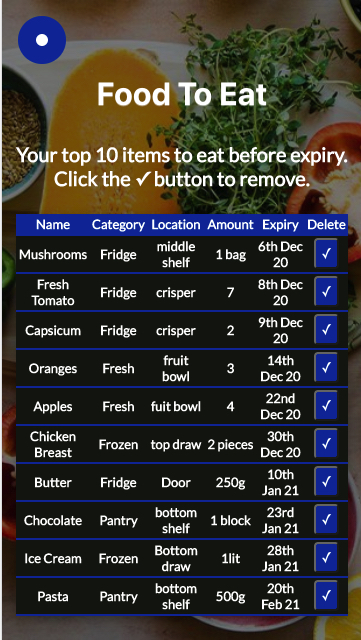 Food To Eat
Your top 10 items to eat before expiry.
Click the ✓ button to remove.
Name Category Location Amount Expiry Delete
Mushrooms Fridge middle shelf 1 bag 6th Dec 20 ✓
Fresh Tomato Fridge crisper 7 8th Dec 20 ✓
Capsicum Fridge crisper 2 9th Dec 20 ✓
Oranges Fresh fruit bowl 3 14th Dec 20 ✓
Apples Fresh fuit bowl 4 22nd Dec 20 ✓
Chicken Breast Frozen top draw 2 pieces 30th Dec 20 ✓
Butter Fridge Door 250g 10th Jan 21 ✓
Chocolate Pantry bottom shelf 1 block 23rd Jan 21 ✓
Ice Cream Frozen Bottom draw 1lit 28th Jan 21 ✓
Pasta Pantry bottom shelf 500g 20th Feb 21 ✓